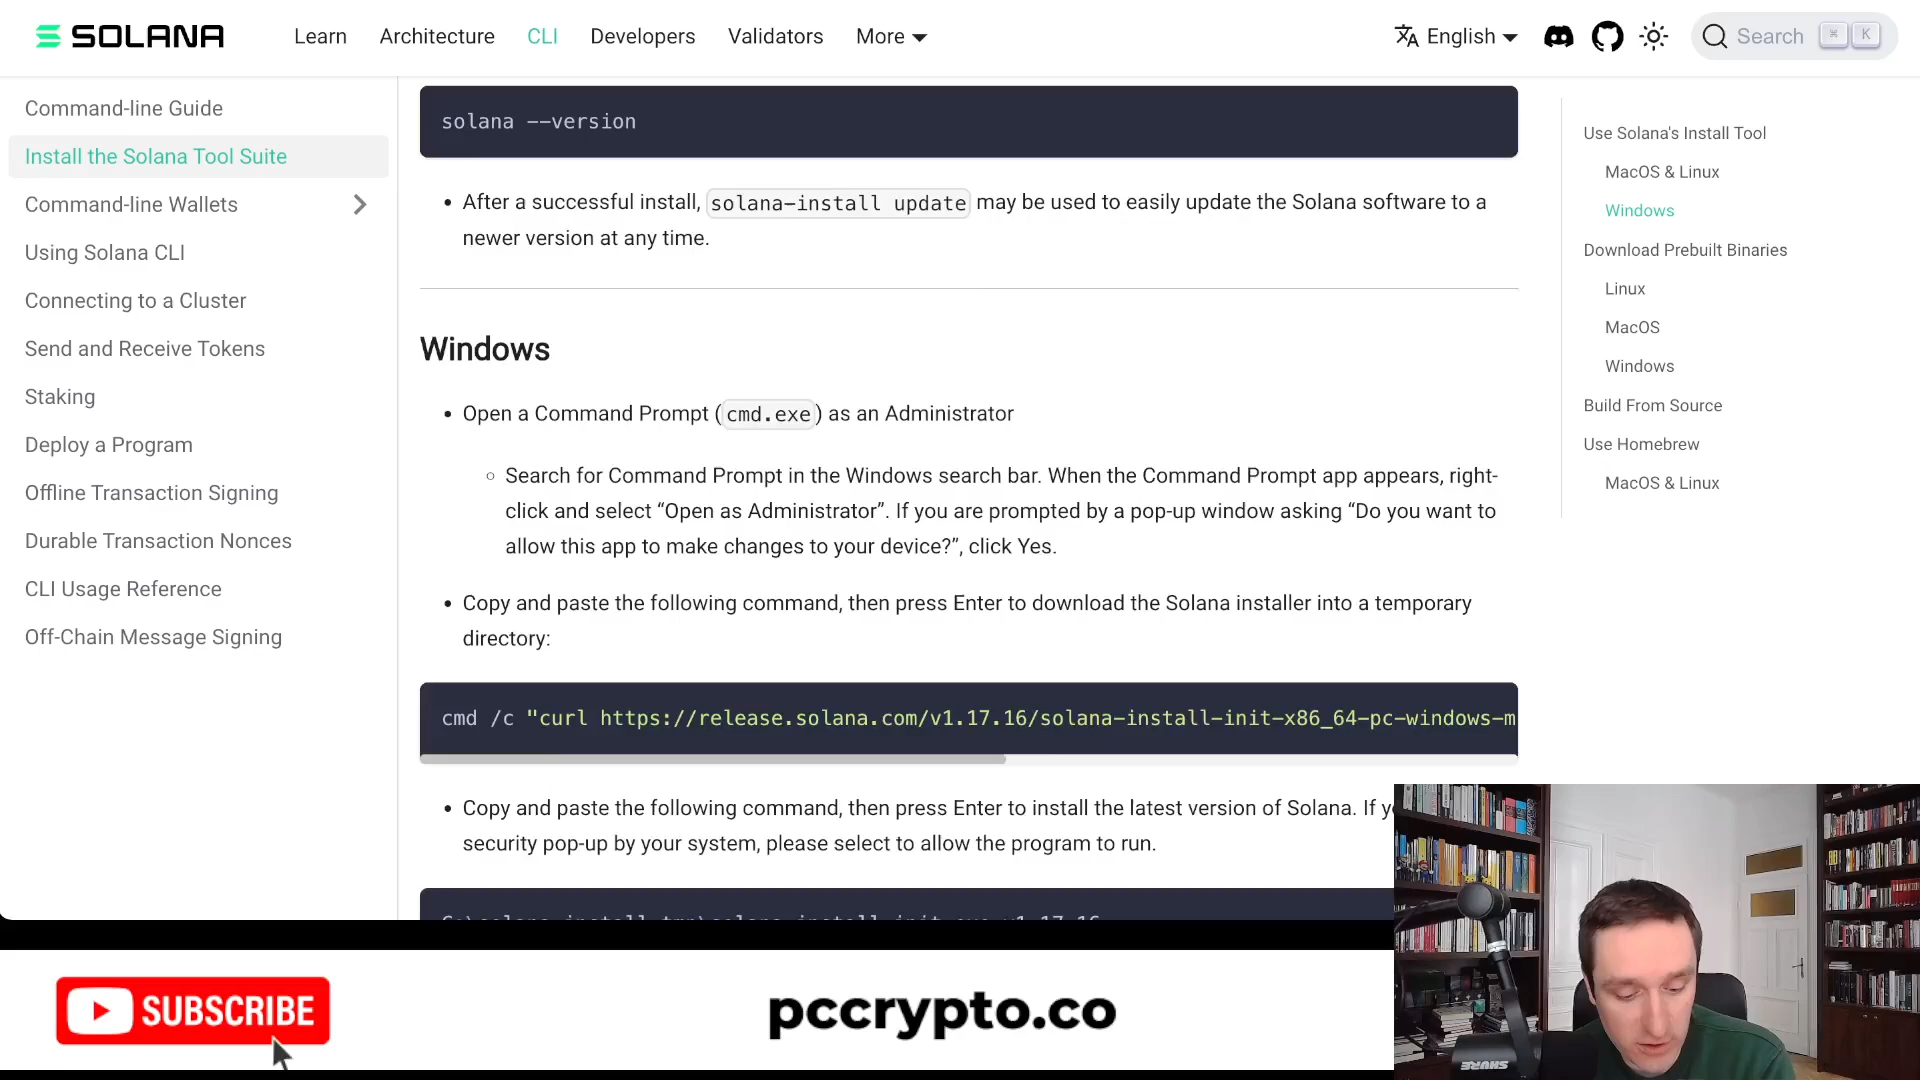 SOLANA
Learn
Architecture
CLI
Developers
Validators
More
English
Search
⌘
K
Command-line Guide
Install the Solana Tool Suite
Command-line Wallets
Using Solana CLI
Connecting to a Cluster
Send and Receive Tokens
Staking
Deploy a Program
Offline Transaction Signing
Durable Transaction Nonces
CLI Usage Reference
Off-Chain Message Signing
solana --version
• After a successful install, solana-install update may be used to easily update the Solana software to a
newer version at any time.
Windows
• Open a Command Prompt (cmd.exe) as an Administrator
◦ Search for Command Prompt in the Windows search bar. When the Command Prompt app appears, right-
click and select “Open as Administrator”. If you are prompted by a pop-up window asking “Do you want to
allow this app to make changes to your device?”, click Yes.
• Copy and paste the following command, then press Enter to download the Solana installer into a temporary
directory:
cmd /c "curl https://release.solana.com/v1.17.16/solana-install-init-x86_64-pc-windows-m
• Copy and paste the following command, then press Enter to install the latest version of Solana. If
security pop-up by your system, please select to allow the program to run.
Use Solana's Install Tool
MacOS & Linux
Windows
Download Prebuilt Binaries
Linux
MacOS
Windows
Build From Source
Use Homebrew
MacOS & Linux
SUBSCRIBE
pccrypto.co
SHURE